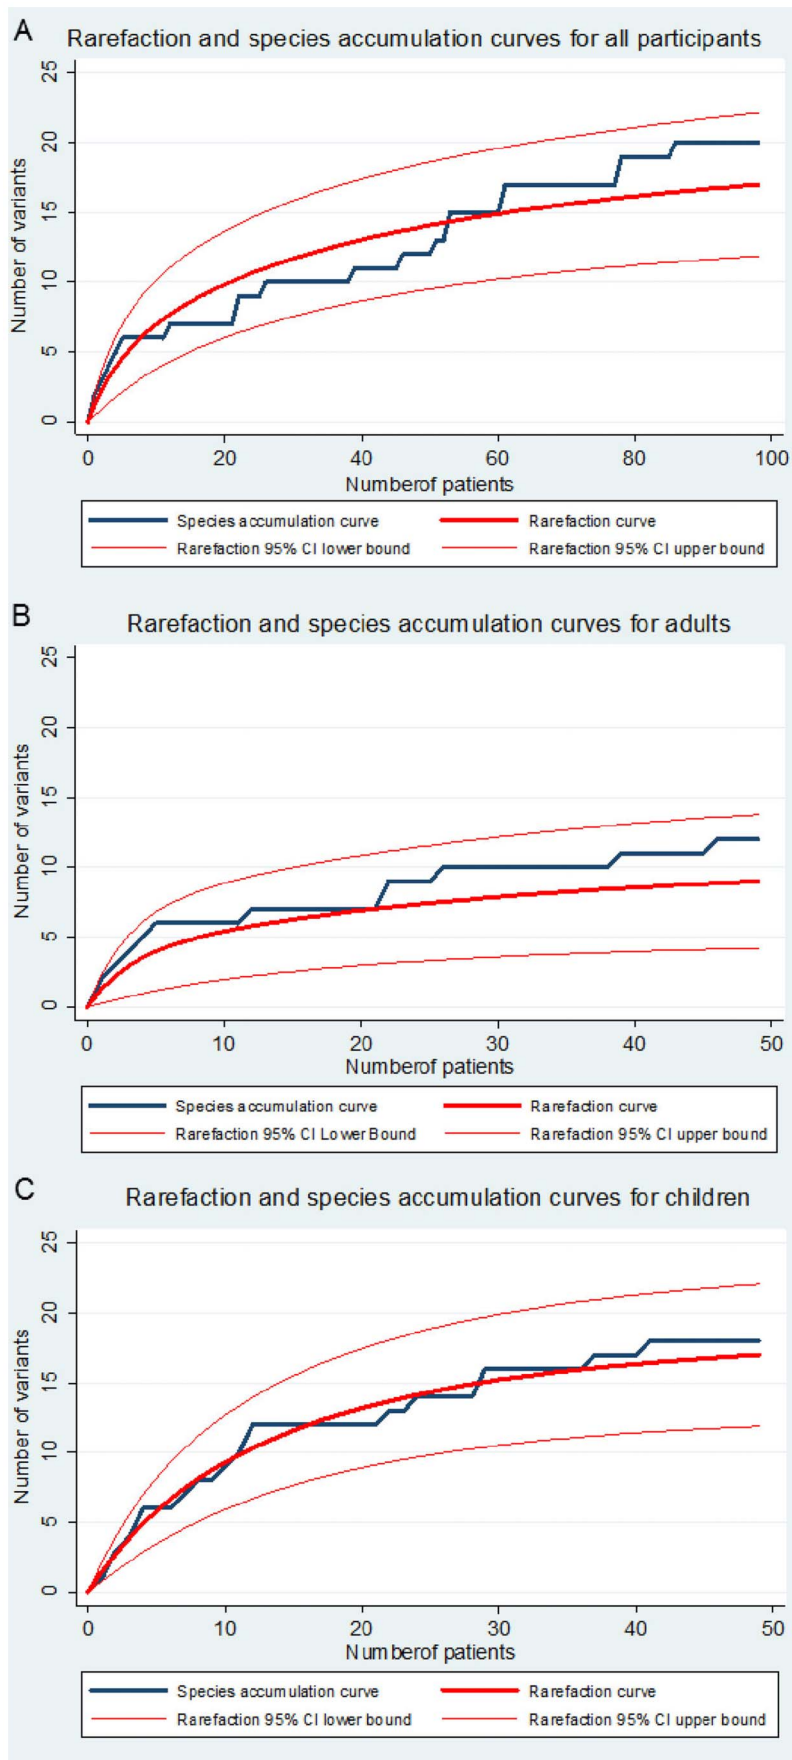 A
Rarefaction and species accumulation curves for all participants
Number of variants
25
20
15
10
5
0
0 20 40 60 80 100
Numberof patients
Species accumulation curve Rarefaction curve
Rarefaction 95% CI lower bound Rarefaction 95% CI upper bound
B
Rarefaction and species accumulation curves for adults
Number of variants
25
20
15
10
5
0
0 10 20 30 40 50
Numberof patients
Species accumulation curve Rarefaction curve
Rarefaction 95% CI Lower Bound Rarefaction 95% CI upper bound
C
Rarefaction and species accumulation curves for children
Number of variants
25
20
15
10
5
0
0 10 20 30 40 50
Numberof patients
Species accumulation curve Rarefaction curve
Rarefaction 95% CI lower bound Rarefaction 95% CI upper bound